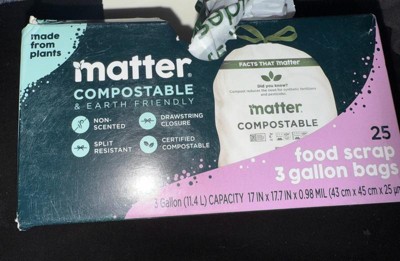 made
from
plants
matter
COMPOSTABLE
& EARTH FRIENDLY
NON-
SCENTED
DRAWSTRING
CLOSURE
SPLIT
RESISTANT
CERTIFIED
COMPOSTABLE
FACTS THAT matter
Did you know?
matter
COMPOSTABLE
25
food scrap
3 gallon bags
3 Gallon (11.4 L) CAPACITY 17 IN X 17.7 IN X 0.98 MIL (43 cm x 45 cm x 25 µm